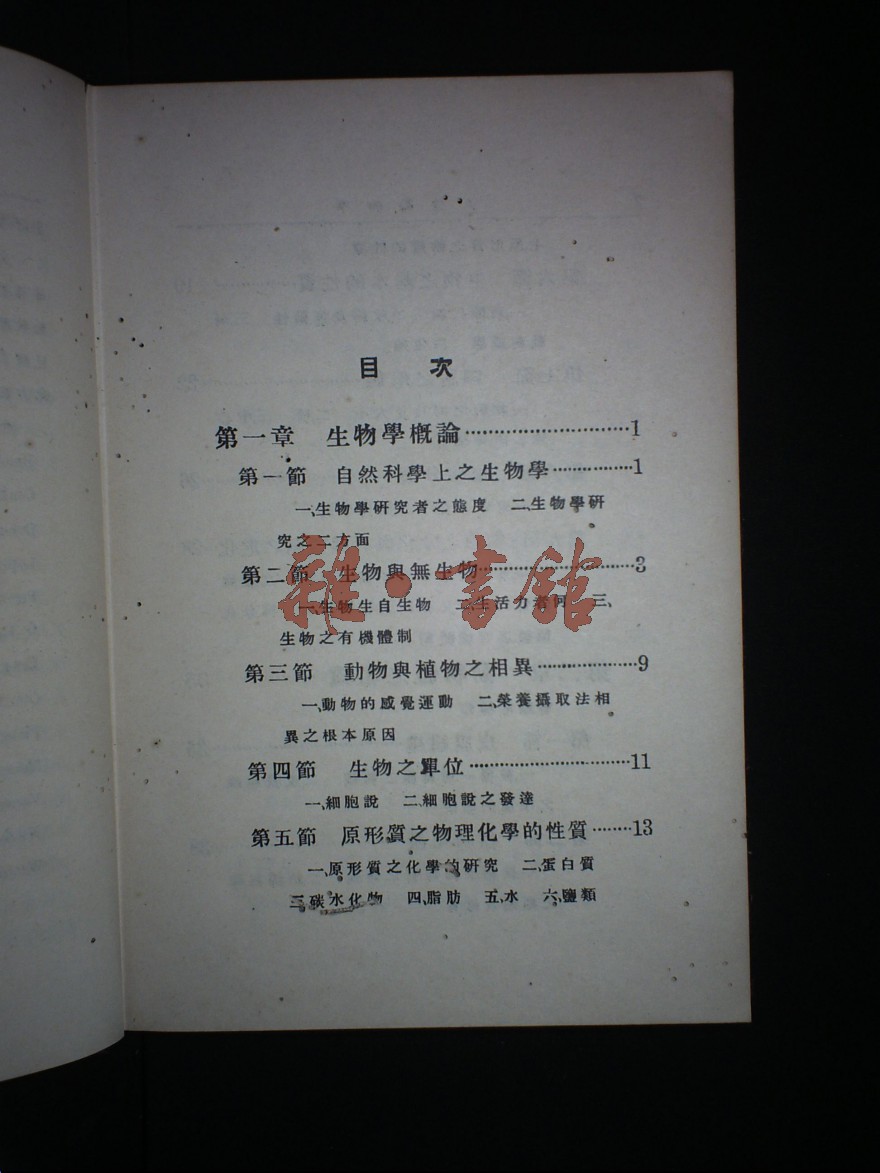 目 次
第一章 生物學概論…………………………1
第一節 自然科學上之生物學……………1
一、生物學研究者之態度 二、生物學研
究之二方面
第二節 生物與無生物…………………………3
一、生物生自生物 二、生活力若何 三、
生物之有機體制
第三節 動物與植物之相異………………9
一、動物的感覺運動 二、榮養攝取法相
異之根本原因
第四節 生物之單位…………………………11
一、細胞說 二、細胞說之發達
第五節 原形質之物理化學的性質………13
一、原形質之化學的研究 二、蛋白質
三、碳水化物 四、脂肪 五、水 六、鹽類
雜·書館